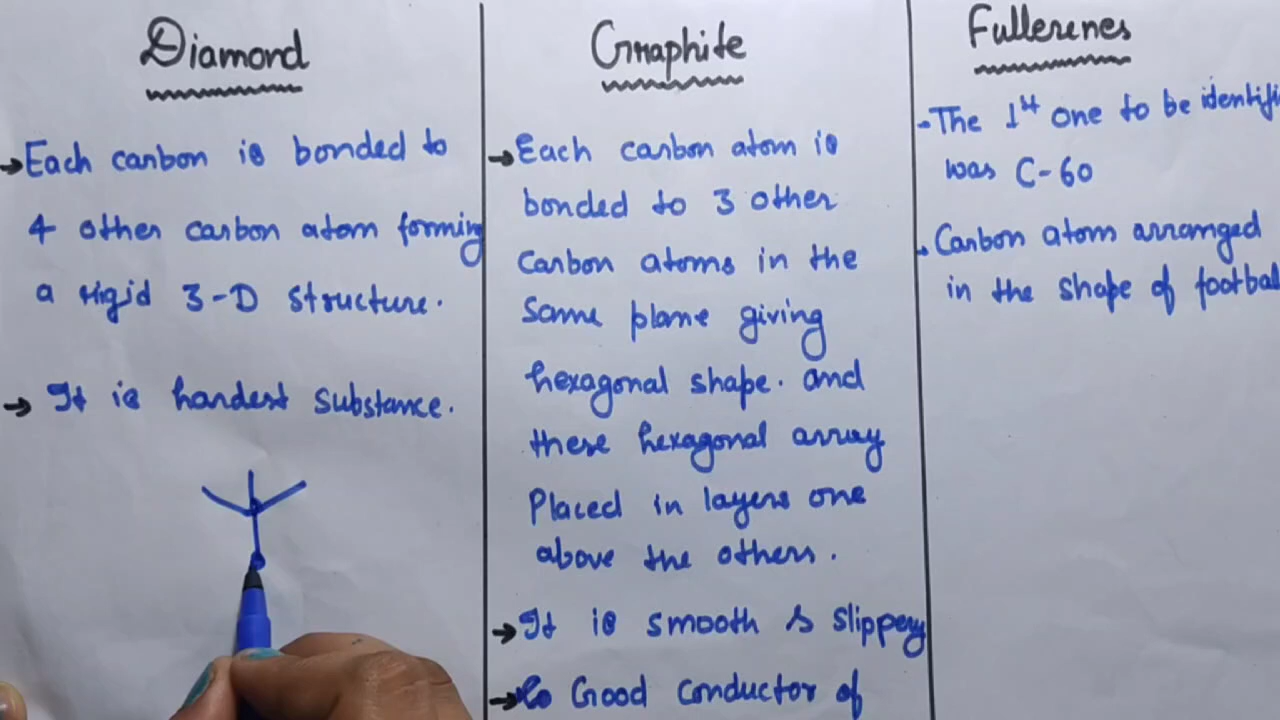 Diamond
→ Each carbon is bonded to
4 other carbon atom forming
a rigid 3-D structure.
→ It is hardest substance.
Graphite
→ Each carbon atom is
bonded to 3 other
carbon atoms in the
same plane giving
hexagonal shape. and
these hexagonal array
Placed in layers one
above the others.
→ It is smooth & slippery
→ Good conductor of
Fullerenes
- The 1st one to be identifi
was C-60
. Carbon atom arranged
in the shape of footbal